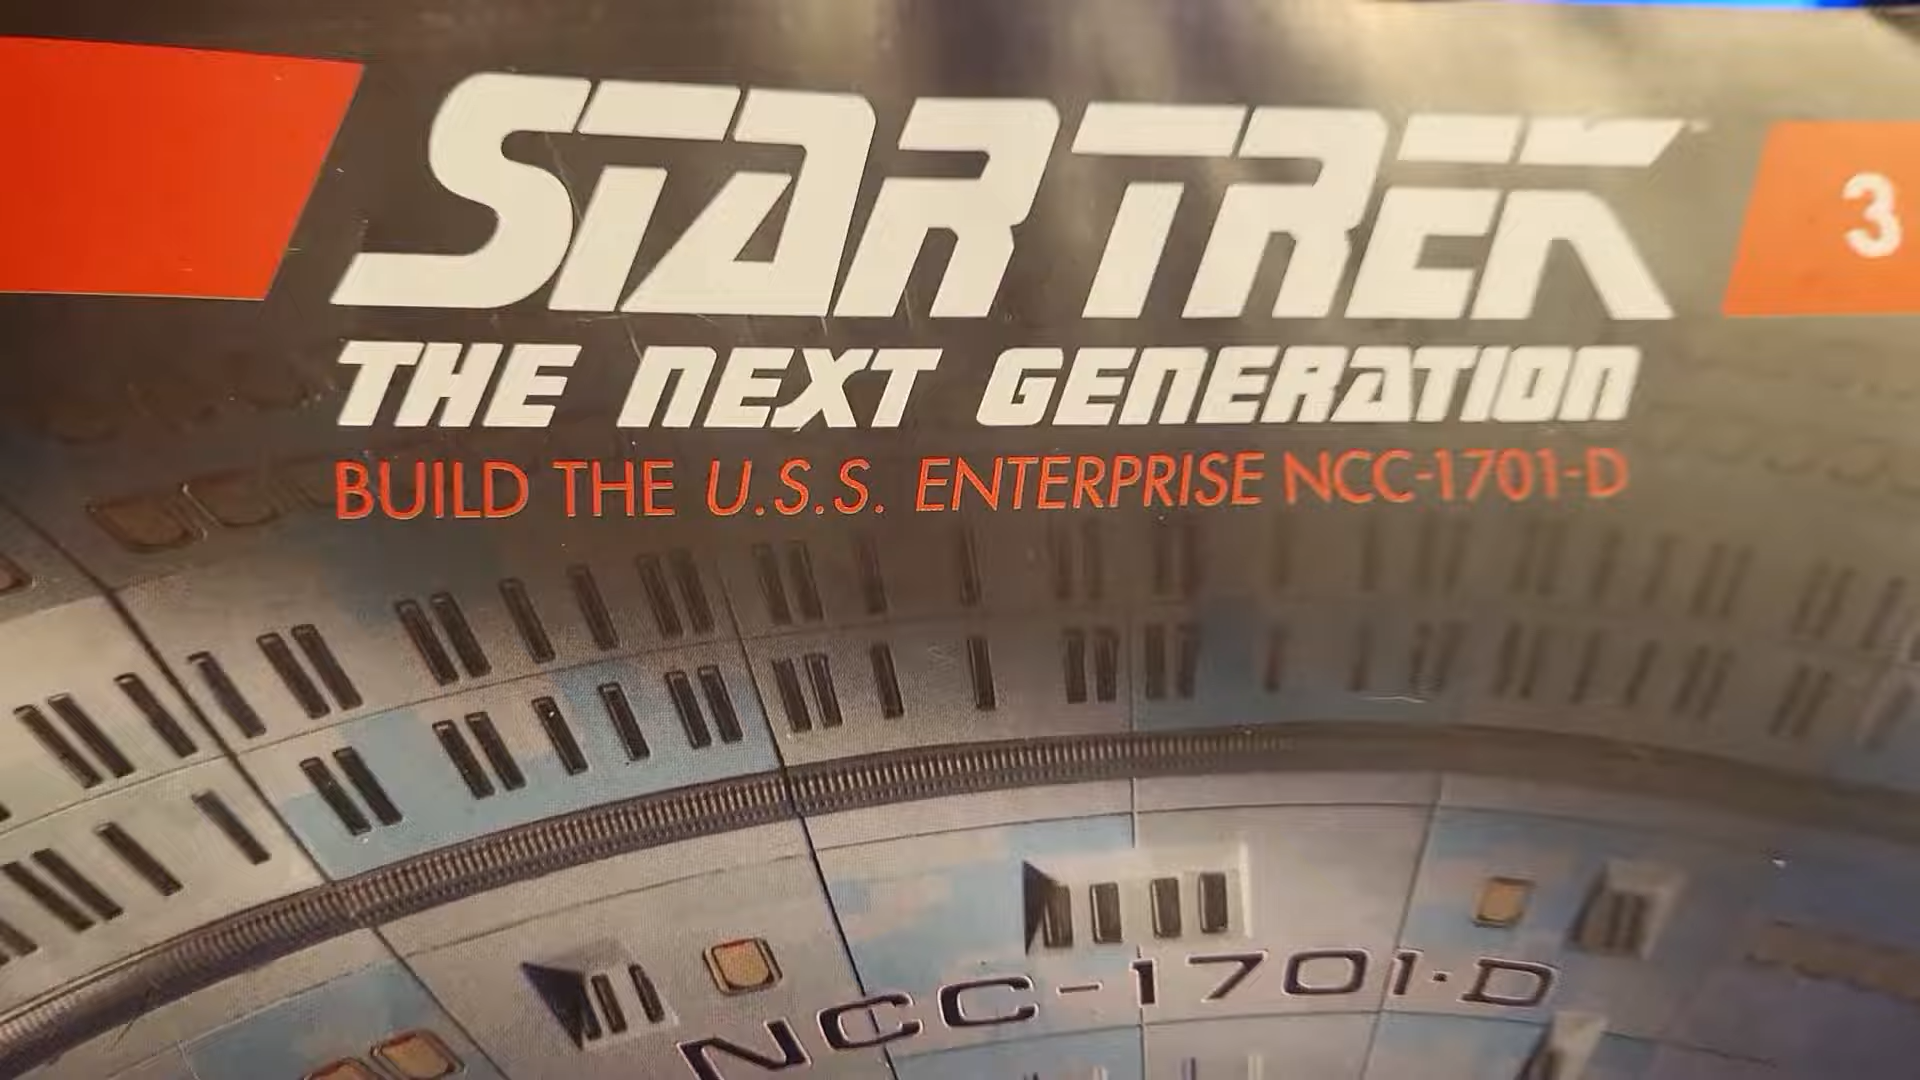 STAR TREK
3
THE NEXT GENERATION
BUILD THE U.S.S. ENTERPRISE NCC-1701-D
NCC-1701-D